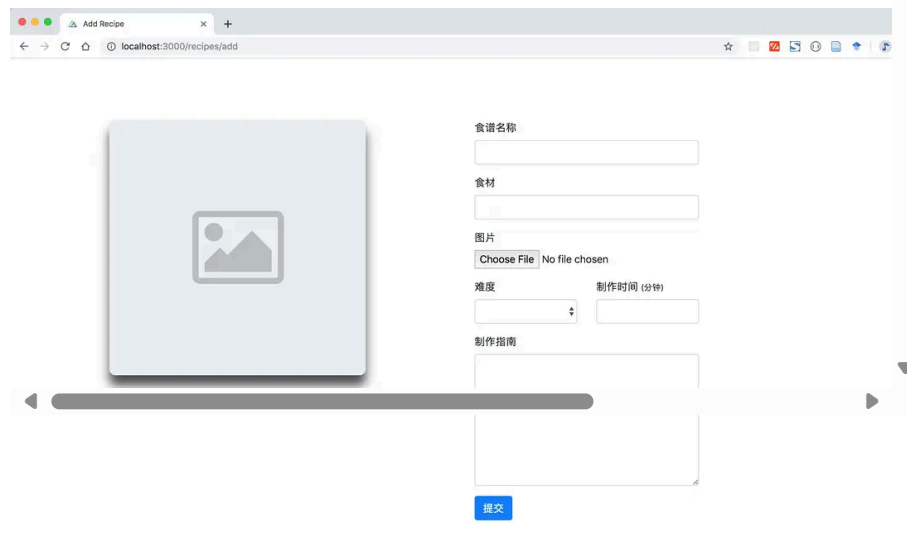 Add Recipe
localhost:3000/recipes/add
食谱名称
食材
图片
Choose File No file chosen
难度 制作时间 (分钟)
制作指南
提交